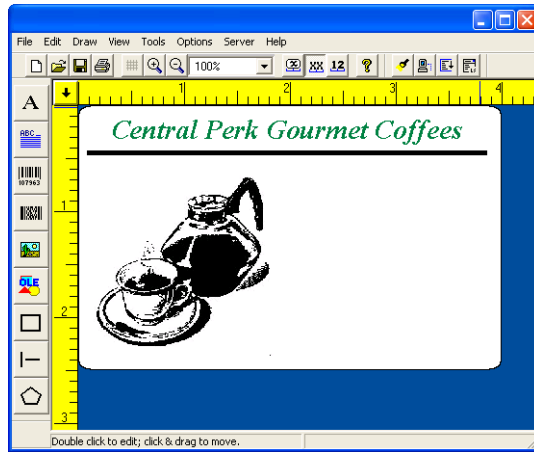 File Edit Draw View Tools Options Server Help
100% XX 12 ?
1 2 3 4
A
Central Perk Gourmet Coffees
ABC
107963
1
OLE
2
3
Double click to edit; click & drag to move.